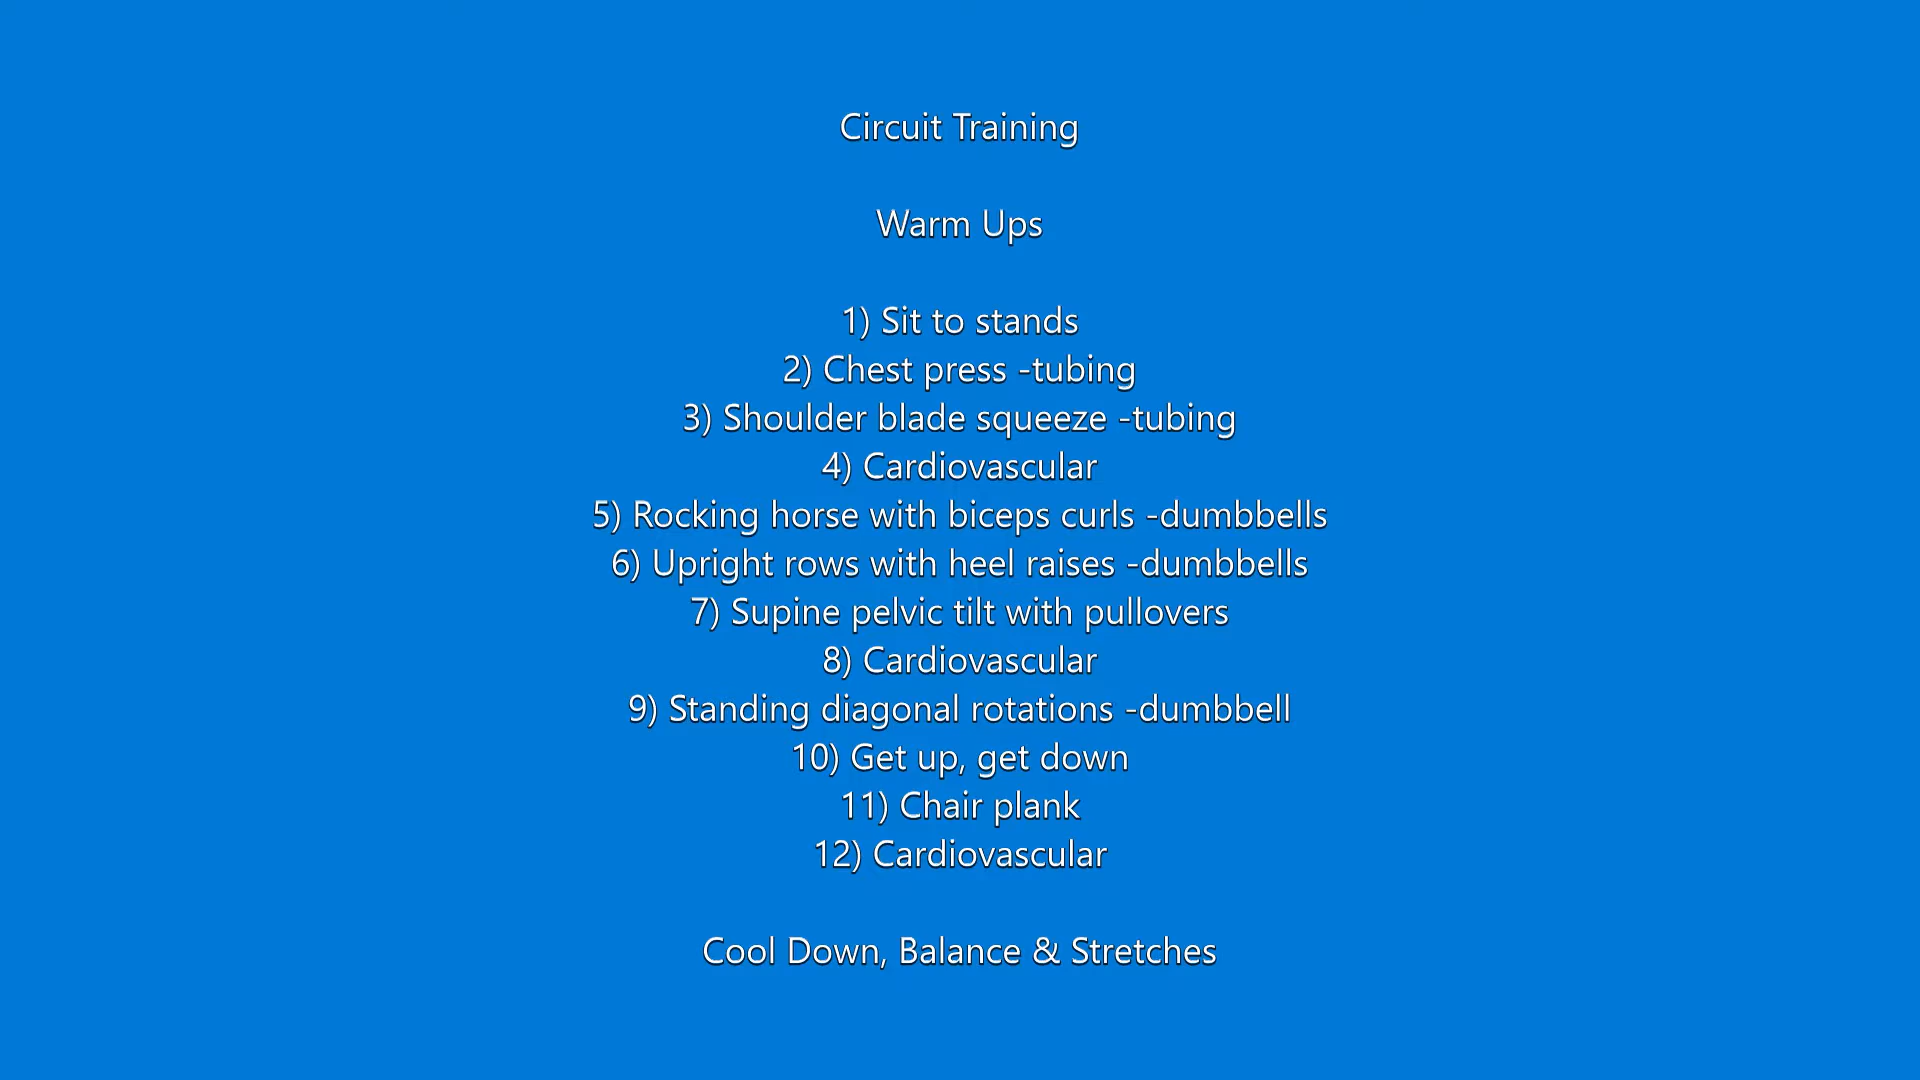 Circuit Training
Warm Ups
1) Sit to stands
2) Chest press -tubing
3) Shoulder blade squeeze -tubing
4) Cardiovascular
5) Rocking horse with biceps curls -dumbbells
6) Upright rows with heel raises -dumbbells
7) Supine pelvic tilt with pullovers
8) Cardiovascular
9) Standing diagonal rotations -dumbbell
10) Get up, get down
11) Chair plank
12) Cardiovascular
Cool Down, Balance & Stretches